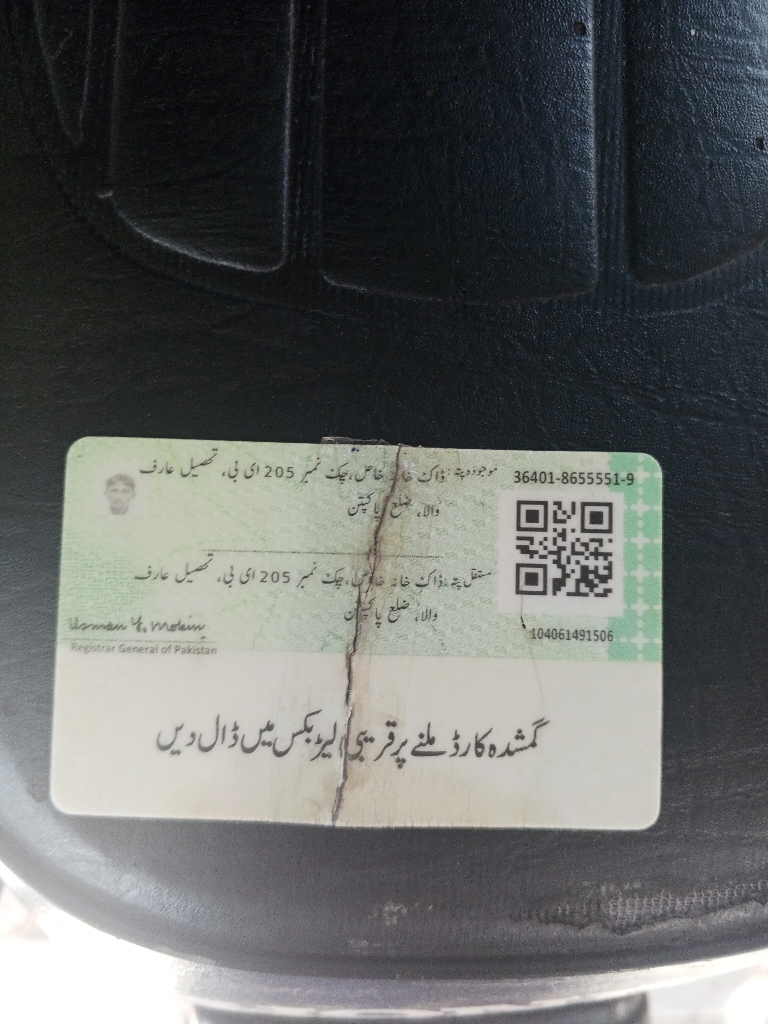 36401-8655551-9
موجودہ پتہ: ڈاک خانہ خاص، چک نمبر 205 ای بی، تحصیل عارف
والا، ضلع پاکپتن
مستقل پتہ: ڈاک خانہ خاص، چک نمبر 205 ای بی، تحصیل عارف
والا، ضلع پاکپتن
104061491506
Registrar General of Pakistan
گمشدہ کارڈ ملنے پر قریبی لیٹر بکس میں ڈال دیں